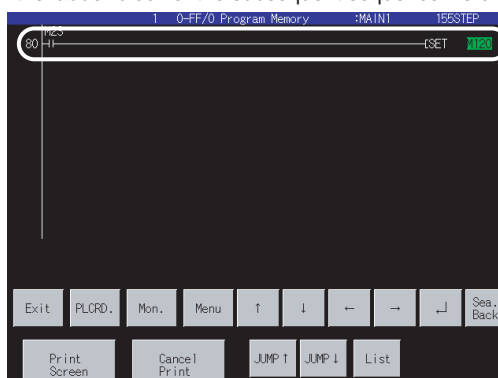 1 0-FF/0 Program Memory :MAIN1 155STEP
M23
80 SET M120
Exit PLCRD. Mon. Menu ↑ ↓ ← → ↵ Sea. Back
Print Screen Cancel Print JUMP↑ JUMP↓ List